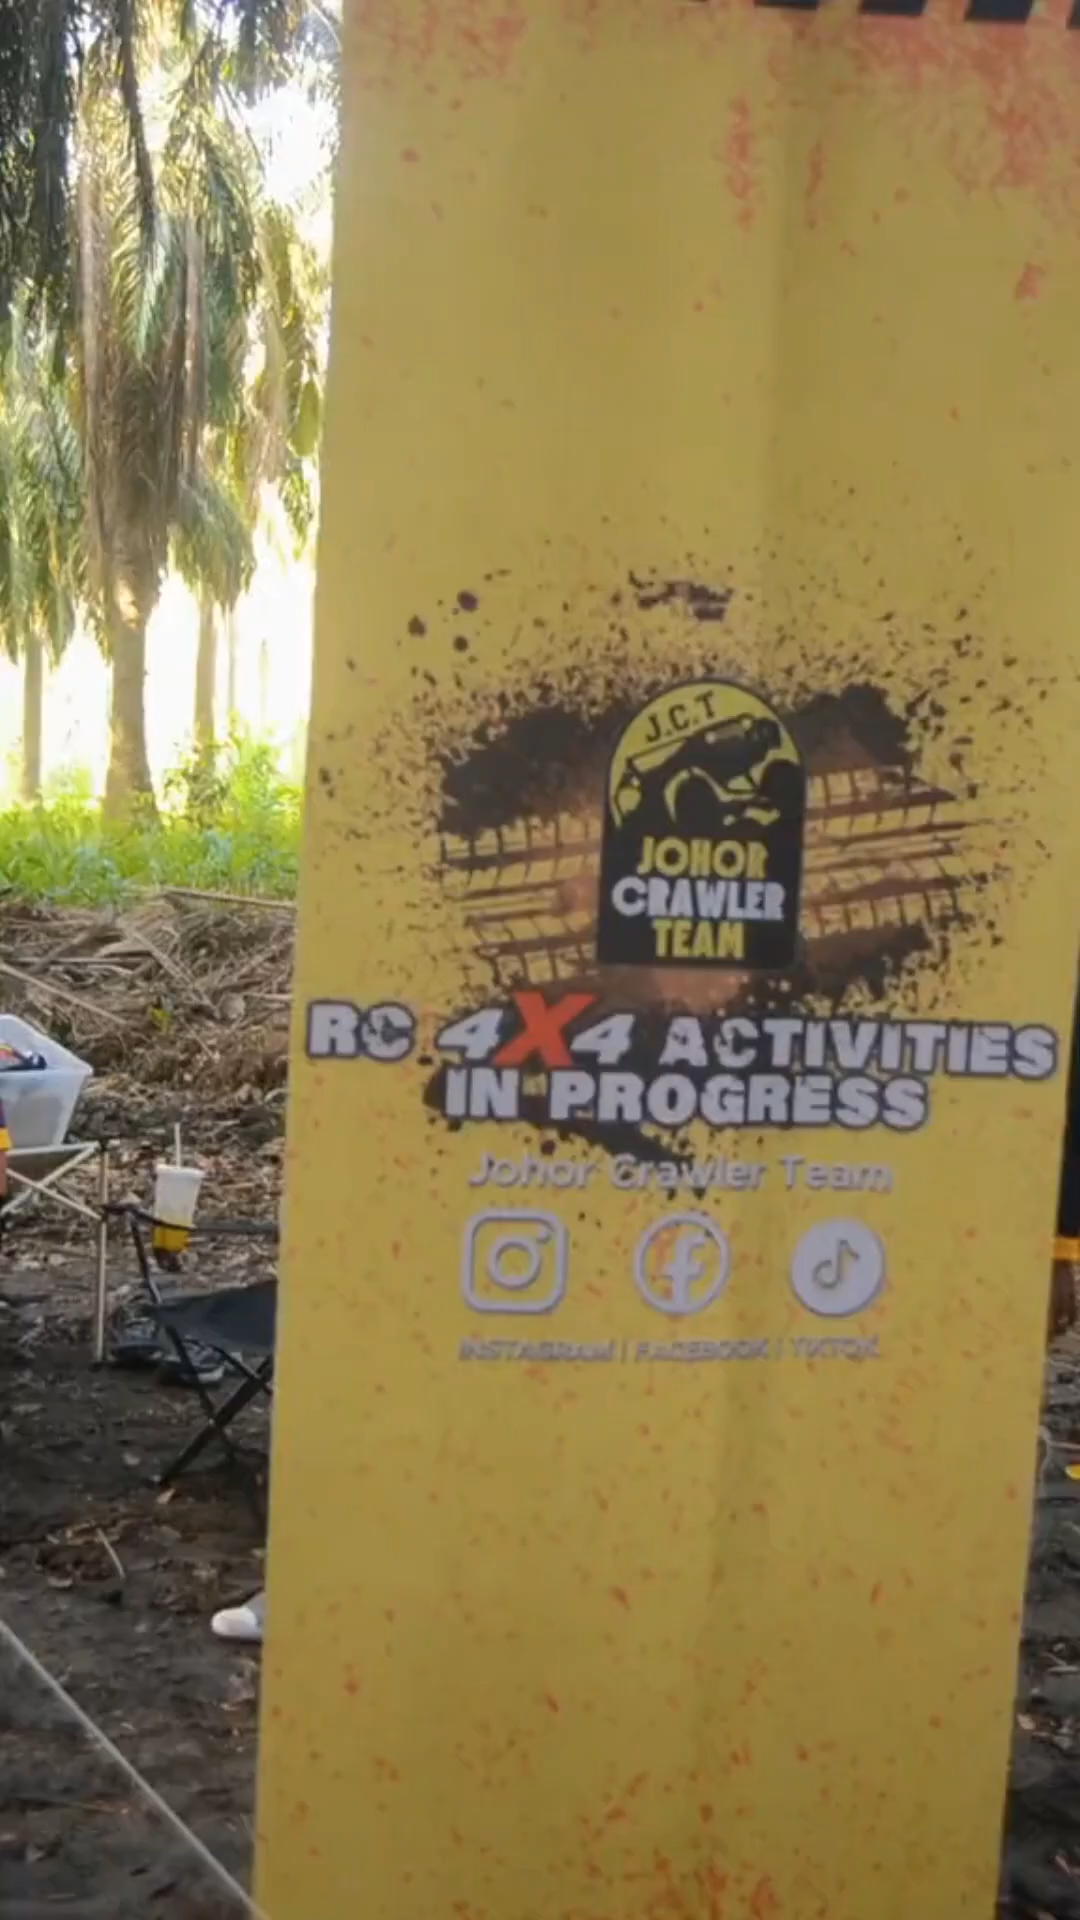 J.C.T
JOHOR
CRAWLER
TEAM
RC 4X4 ACTIVITIES
IN PROGRESS
Johor Crawler Team
INSTAGRAM | FACEBOOK | TIKTOK